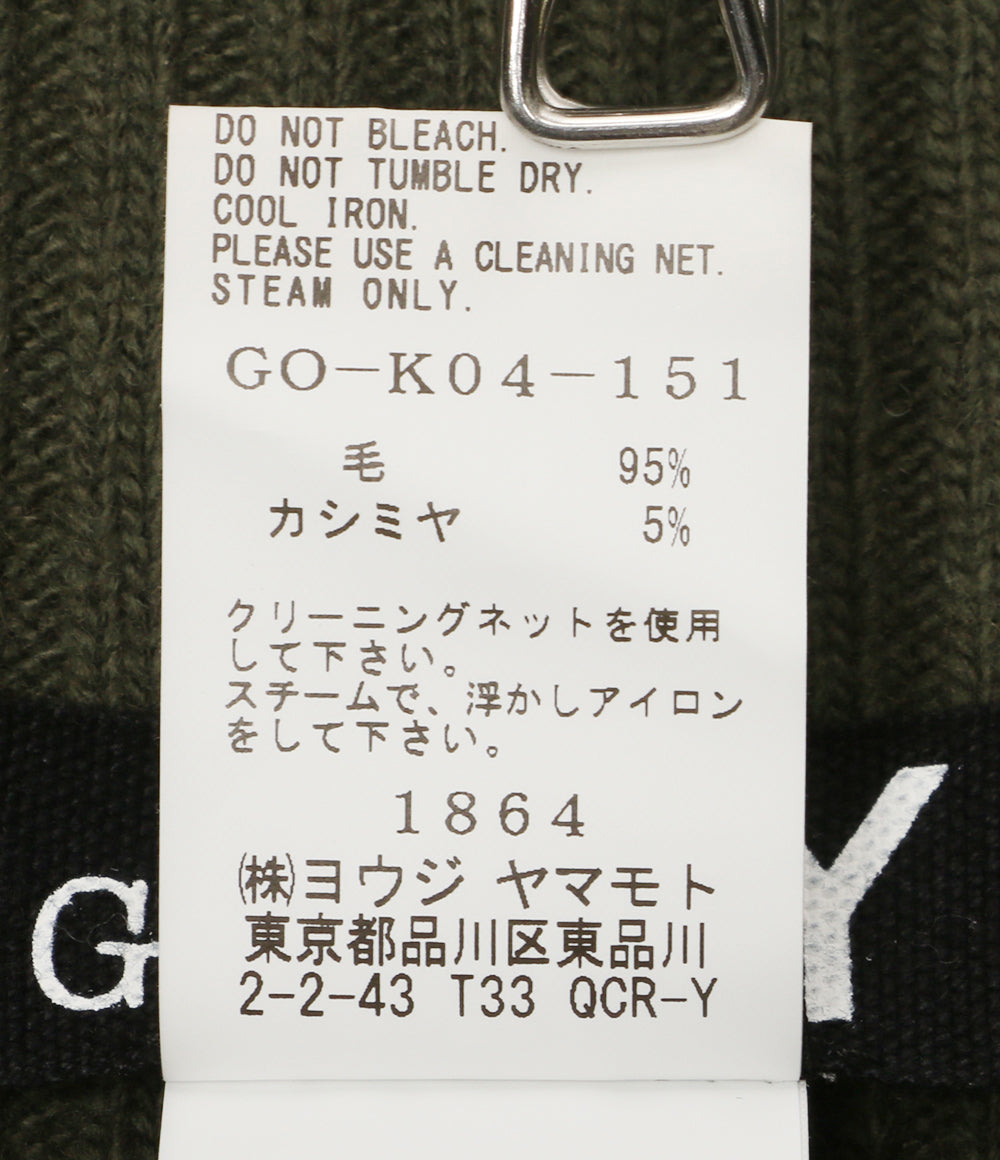 DO NOT BLEACH.
DO NOT TUMBLE DRY.
COOL IRON.
PLEASE USE A CLEANING NET.
STEAM ONLY.
GO-K04-151
毛 95%
カシミヤ 5%
クリーニングネットを使用
して下さい。
スチームで、浮かしアイロン
をして下さい。
1864
㈱ヨウジ ヤマモト
東京都品川区東品川
2-2-43 T33 QCR-Y
G Y